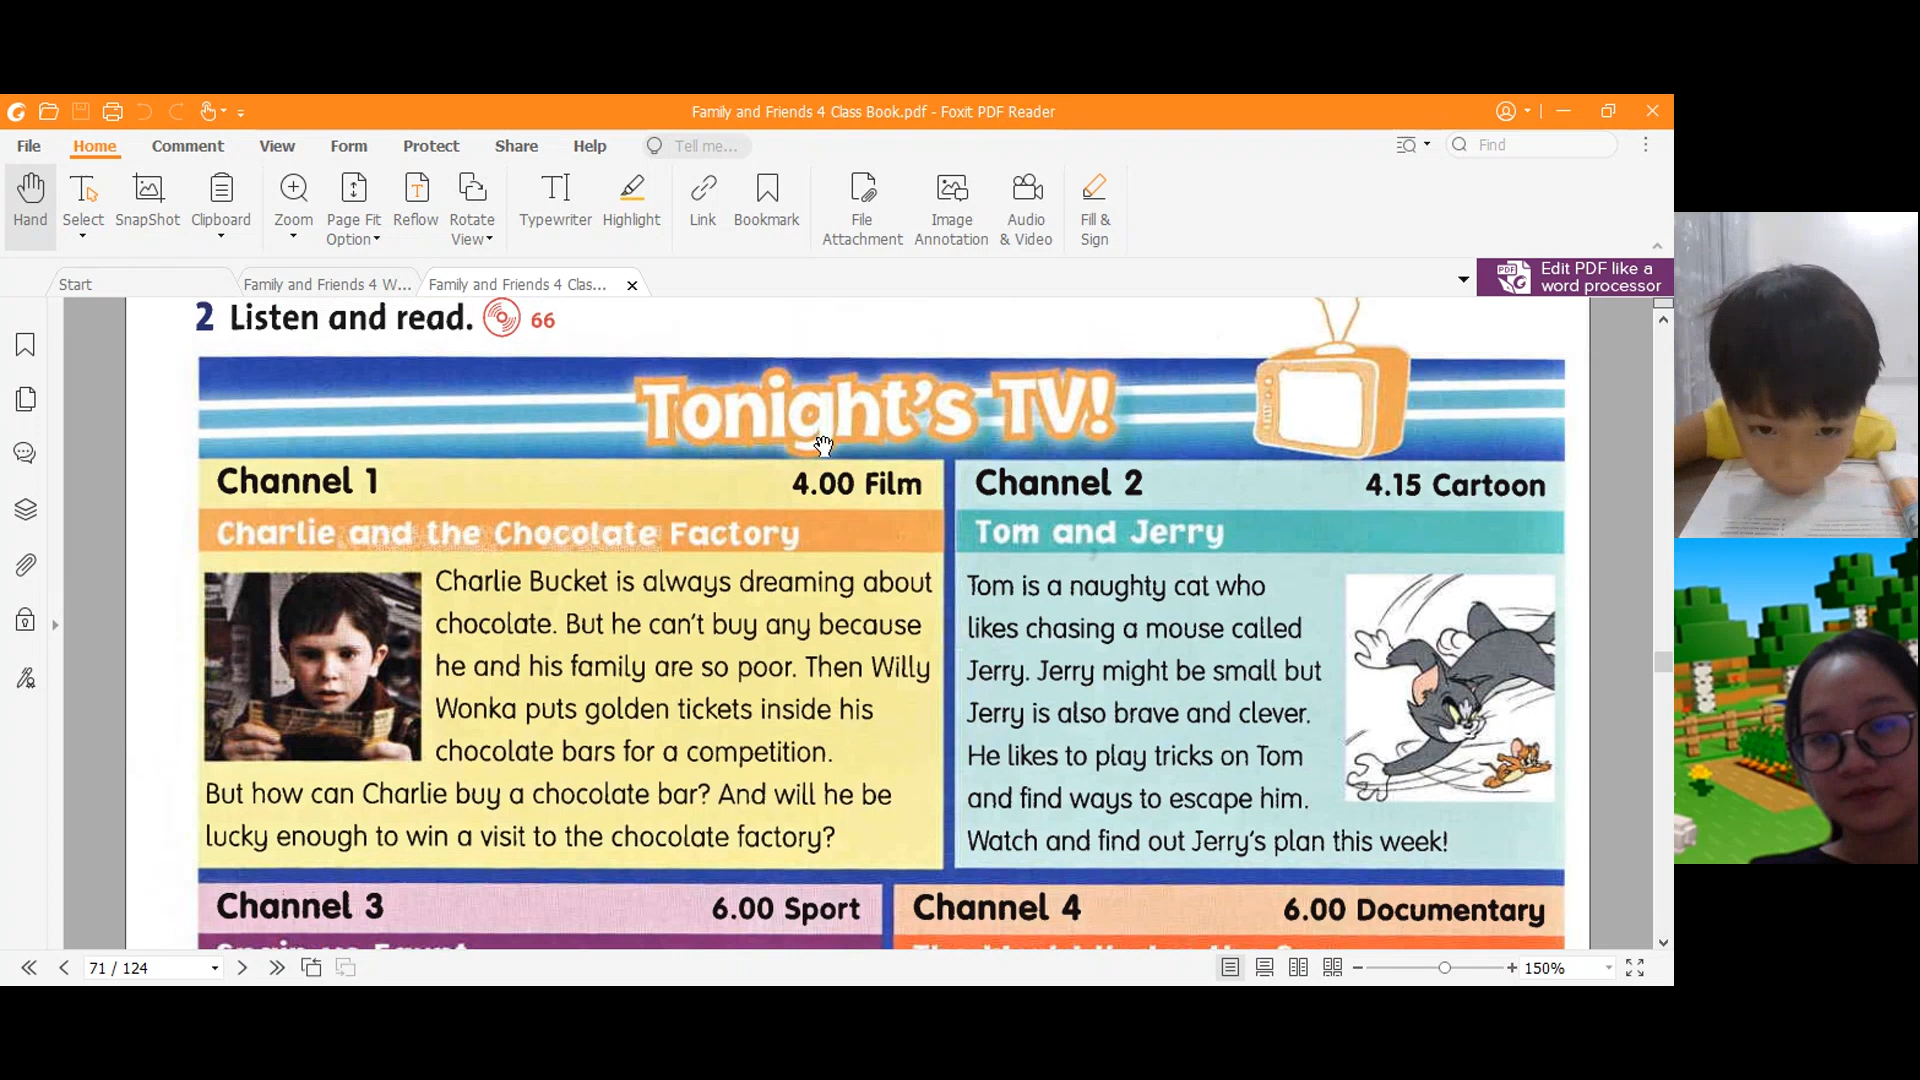 Family and Friends 4 Class Book.pdf - Foxit PDF Reader
File Home Comment View Form Protect Share Help Tell me... Find
Hand Select SnapShot Clipboard Zoom Page Fit Option Reflow Rotate View Typewriter Highlight Link Bookmark File Attachment Image Annotation Audio & Video Fill & Sign
Start Family and Friends 4 W... Family and Friends 4 Clas... Edit PDF like a
word processor
2 Listen and read. 66
Tonight's TV!
Channel 1 4.00 Film
Charlie and the Chocolate Factory
Charlie Bucket is always dreaming about
chocolate. But he can't buy any because
he and his family are so poor. Then Willy
Wonka puts golden tickets inside his
chocolate bars for a competition.
But how can Charlie buy a chocolate bar? And will he be
lucky enough to win a visit to the chocolate factory?
Channel 2 4.15 Cartoon
Tom and Jerry
Tom is a naughty cat who
likes chasing a mouse called
Jerry. Jerry might be small but
Jerry is also brave and clever.
He likes to play tricks on Tom
and find ways to escape him.
Watch and find out Jerry's plan this week!
Channel 3 6.00 Sport
Channel 4 6.00 Documentary
71 / 124 150%